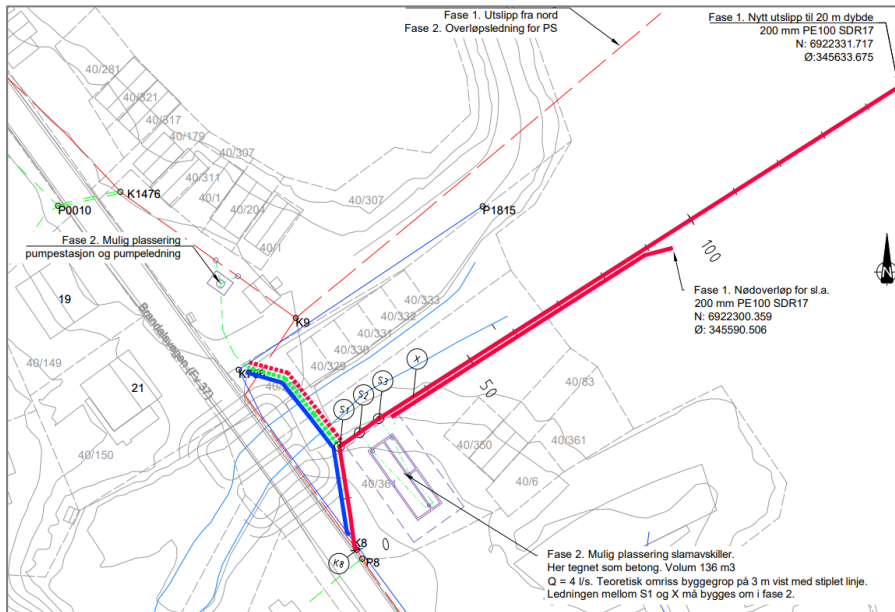 Fase 1. Utslipp fra nord
Fase 2. Overløpsledning for PS
Fase 1. Nytt utslipp til 20 m dybde
200 mm PE100 SDR17
N: 6922331.717
Ø:345633.675
40/281
40/321
40/317
40/179
40/307
40/311
40/1
40/204
40/307
40/1
K1476
P0010
P1815
Fase 2. Mulig plassering
pumpestasjon og pumpeledning
100
N
Fase 1. Nødoverløp for sl.a.
200 mm PE100 SDR17
N: 6922300.359
Ø: 345590.506
19
K9
40/333
40/332
40/331
40/330
40/329
Brandalsvegen (Fv 37)
40/149
21
X
S3
S2
S1
50
40/83
40/150
40/350
40/361
40/6
40/361
K8
0
P8
K8
Fase 2. Mulig plassering slamavskiller.
Her tegnet som betong. Volum 136 m3
Q = 4 l/s. Teoretisk omriss byggegrop på 3 m vist med stiplet linje.
Ledningen mellom S1 og X må bygges om i fase 2.